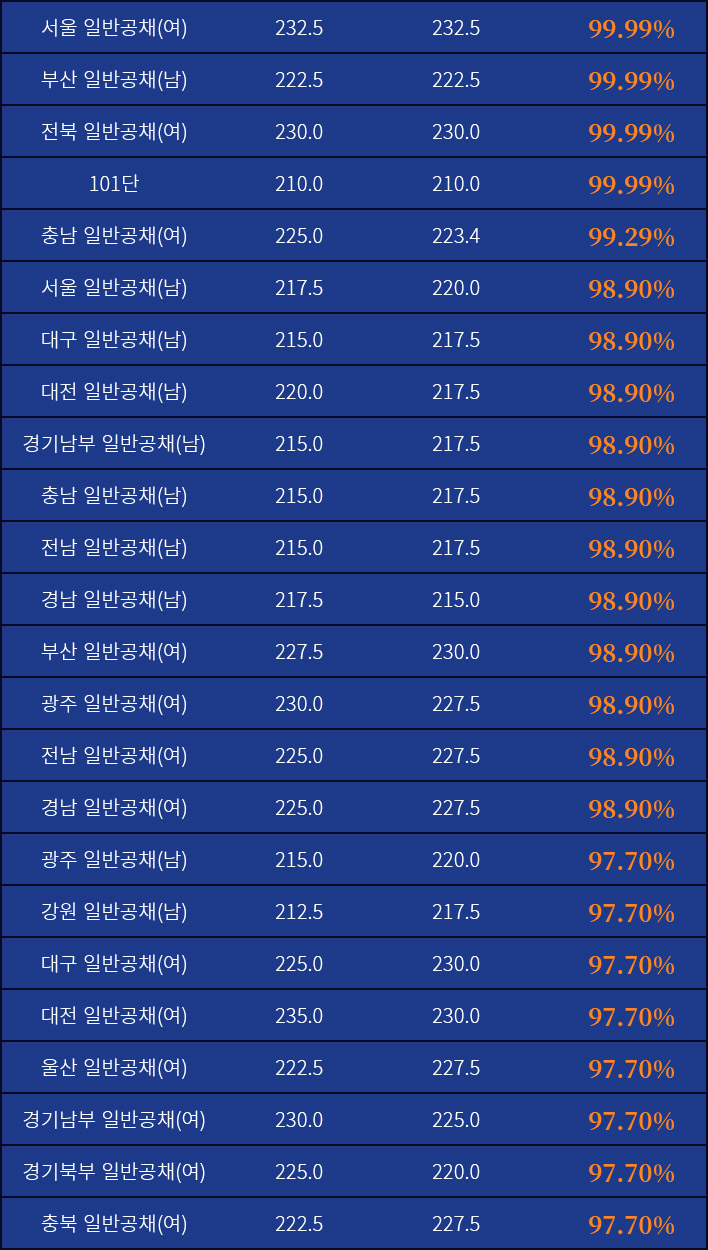 서울 일반공채(여) 232.5 232.5 99.99%
부산 일반공채(남) 222.5 222.5 99.99%
전북 일반공채(여) 230.0 230.0 99.99%
101단 210.0 210.0 99.99%
충남 일반공채(여) 225.0 223.4 99.29%
서울 일반공채(남) 217.5 220.0 98.90%
대구 일반공채(남) 215.0 217.5 98.90%
대전 일반공채(남) 220.0 217.5 98.90%
경기남부 일반공채(남) 215.0 217.5 98.90%
충남 일반공채(남) 215.0 217.5 98.90%
전남 일반공채(남) 215.0 217.5 98.90%
경남 일반공채(남) 217.5 215.0 98.90%
부산 일반공채(여) 227.5 230.0 98.90%
광주 일반공채(여) 230.0 227.5 98.90%
전남 일반공채(여) 225.0 227.5 98.90%
경남 일반공채(여) 225.0 227.5 98.90%
광주 일반공채(남) 215.0 220.0 97.70%
강원 일반공채(남) 212.5 217.5 97.70%
대구 일반공채(여) 225.0 230.0 97.70%
대전 일반공채(여) 235.0 230.0 97.70%
울산 일반공채(여) 222.5 227.5 97.70%
경기남부 일반공채(여) 230.0 225.0 97.70%
경기북부 일반공채(여) 225.0 220.0 97.70%
충북 일반공채(여) 222.5 227.5 97.70%